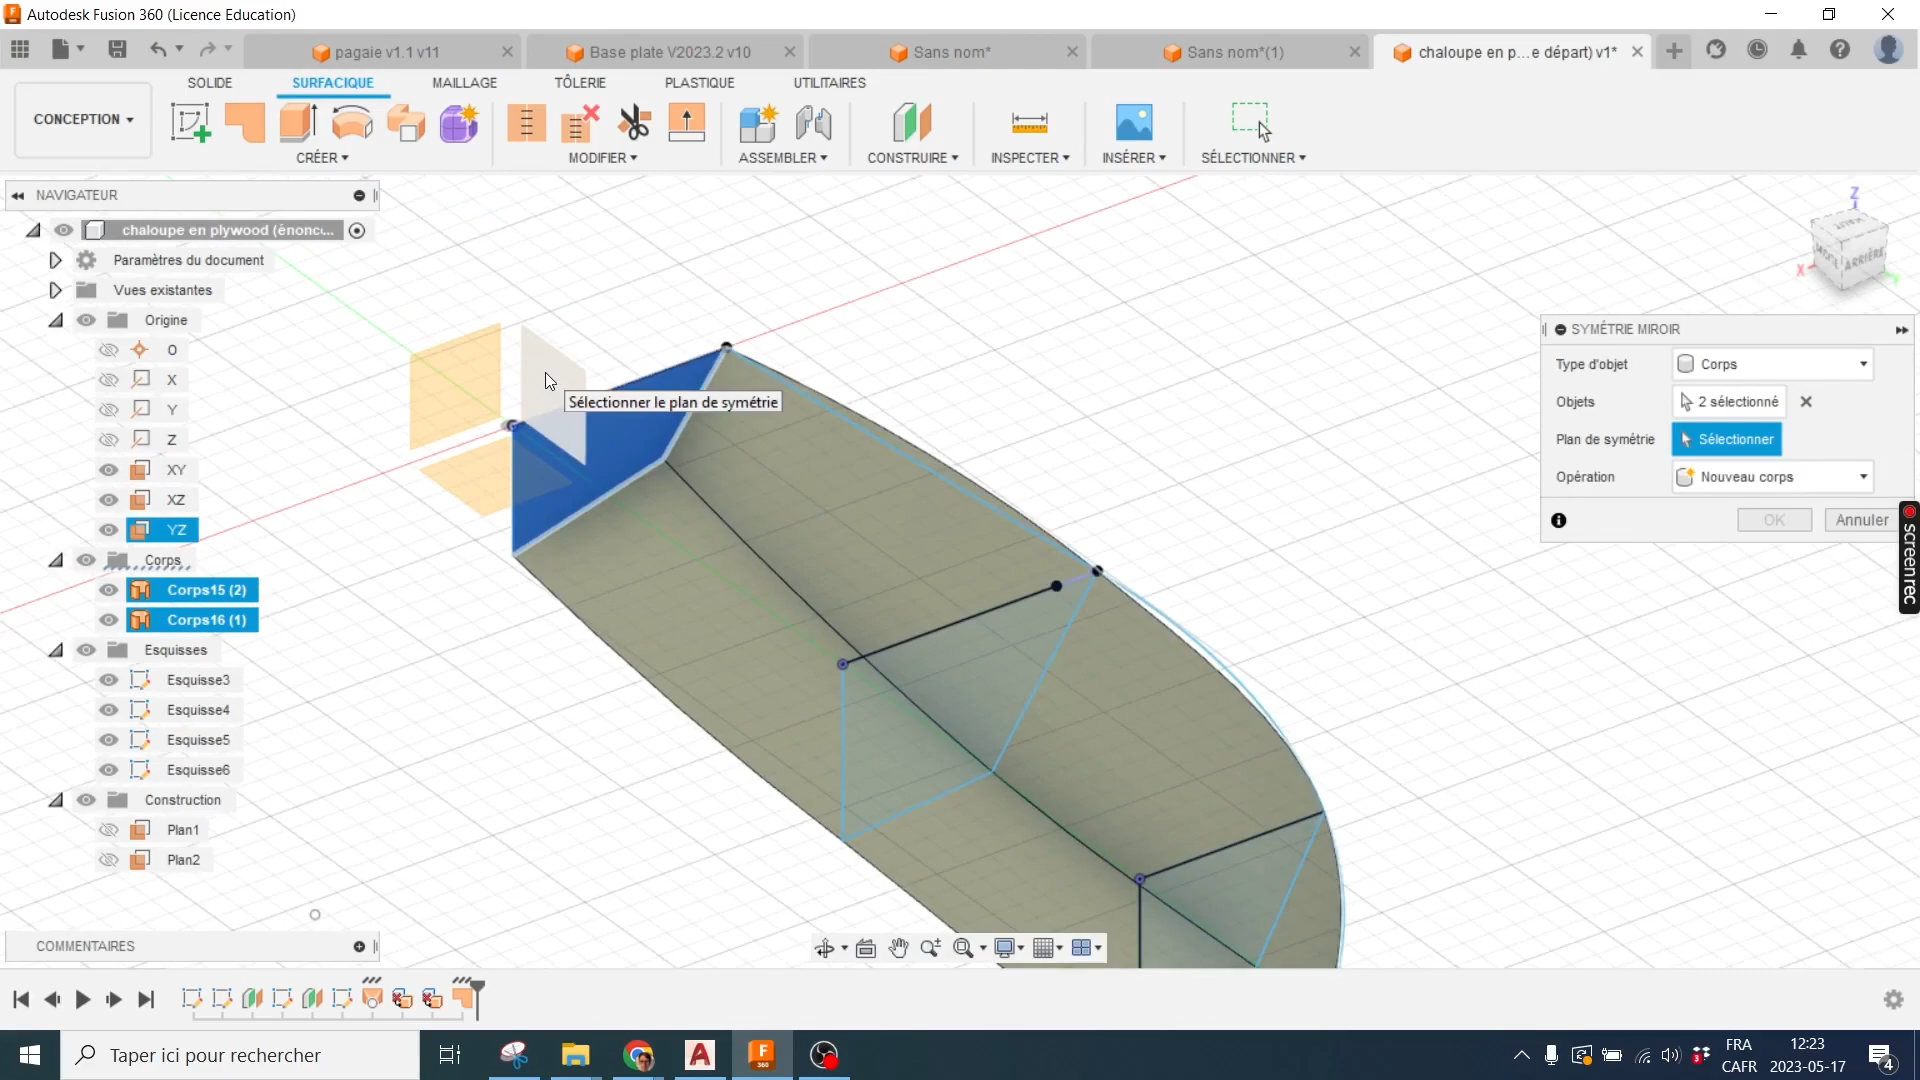 Autodesk Fusion 360 (Licence Education)
pagaie v1.1 v11
Base plate V2023.2 v10
Sans nom*
Sans nom*(1)
chaloupe en p...e départ) v1*
SOLIDE
SURFACIQUE
MAILLAGE
TÔLERIE
PLASTIQUE
UTILITAIRES
CONCEPTION
CRÉER
MODIFIER
ASSEMBLER
CONSTRUIRE
INSPECTER
INSÉRER
SÉLECTIONNER
NAVIGATEUR
chaloupe en plywood (énonc...
Paramètres du document
Vues existantes
Origine
O
X
Y
Z
XY
XZ
YZ
Corps
Corps15 (2)
Corps16 (1)
Esquisses
Esquisse3
Esquisse4
Esquisse5
Esquisse6
Construction
Plan1
Plan2
Sélectionner le plan de symétrie
Z
X
ARRIÈRE
SYMÉTRIE MIROIR
Type d'objet
Corps
Objets
2 sélectionné
Plan de symétrie
Sélectionner
Opération
Nouveau corps
OK
Annuler
screenrec
COMMENTAIRES
Taper ici pour rechercher
A
F
360
3
FRA
CAFR
12:23
2023-05-17
4